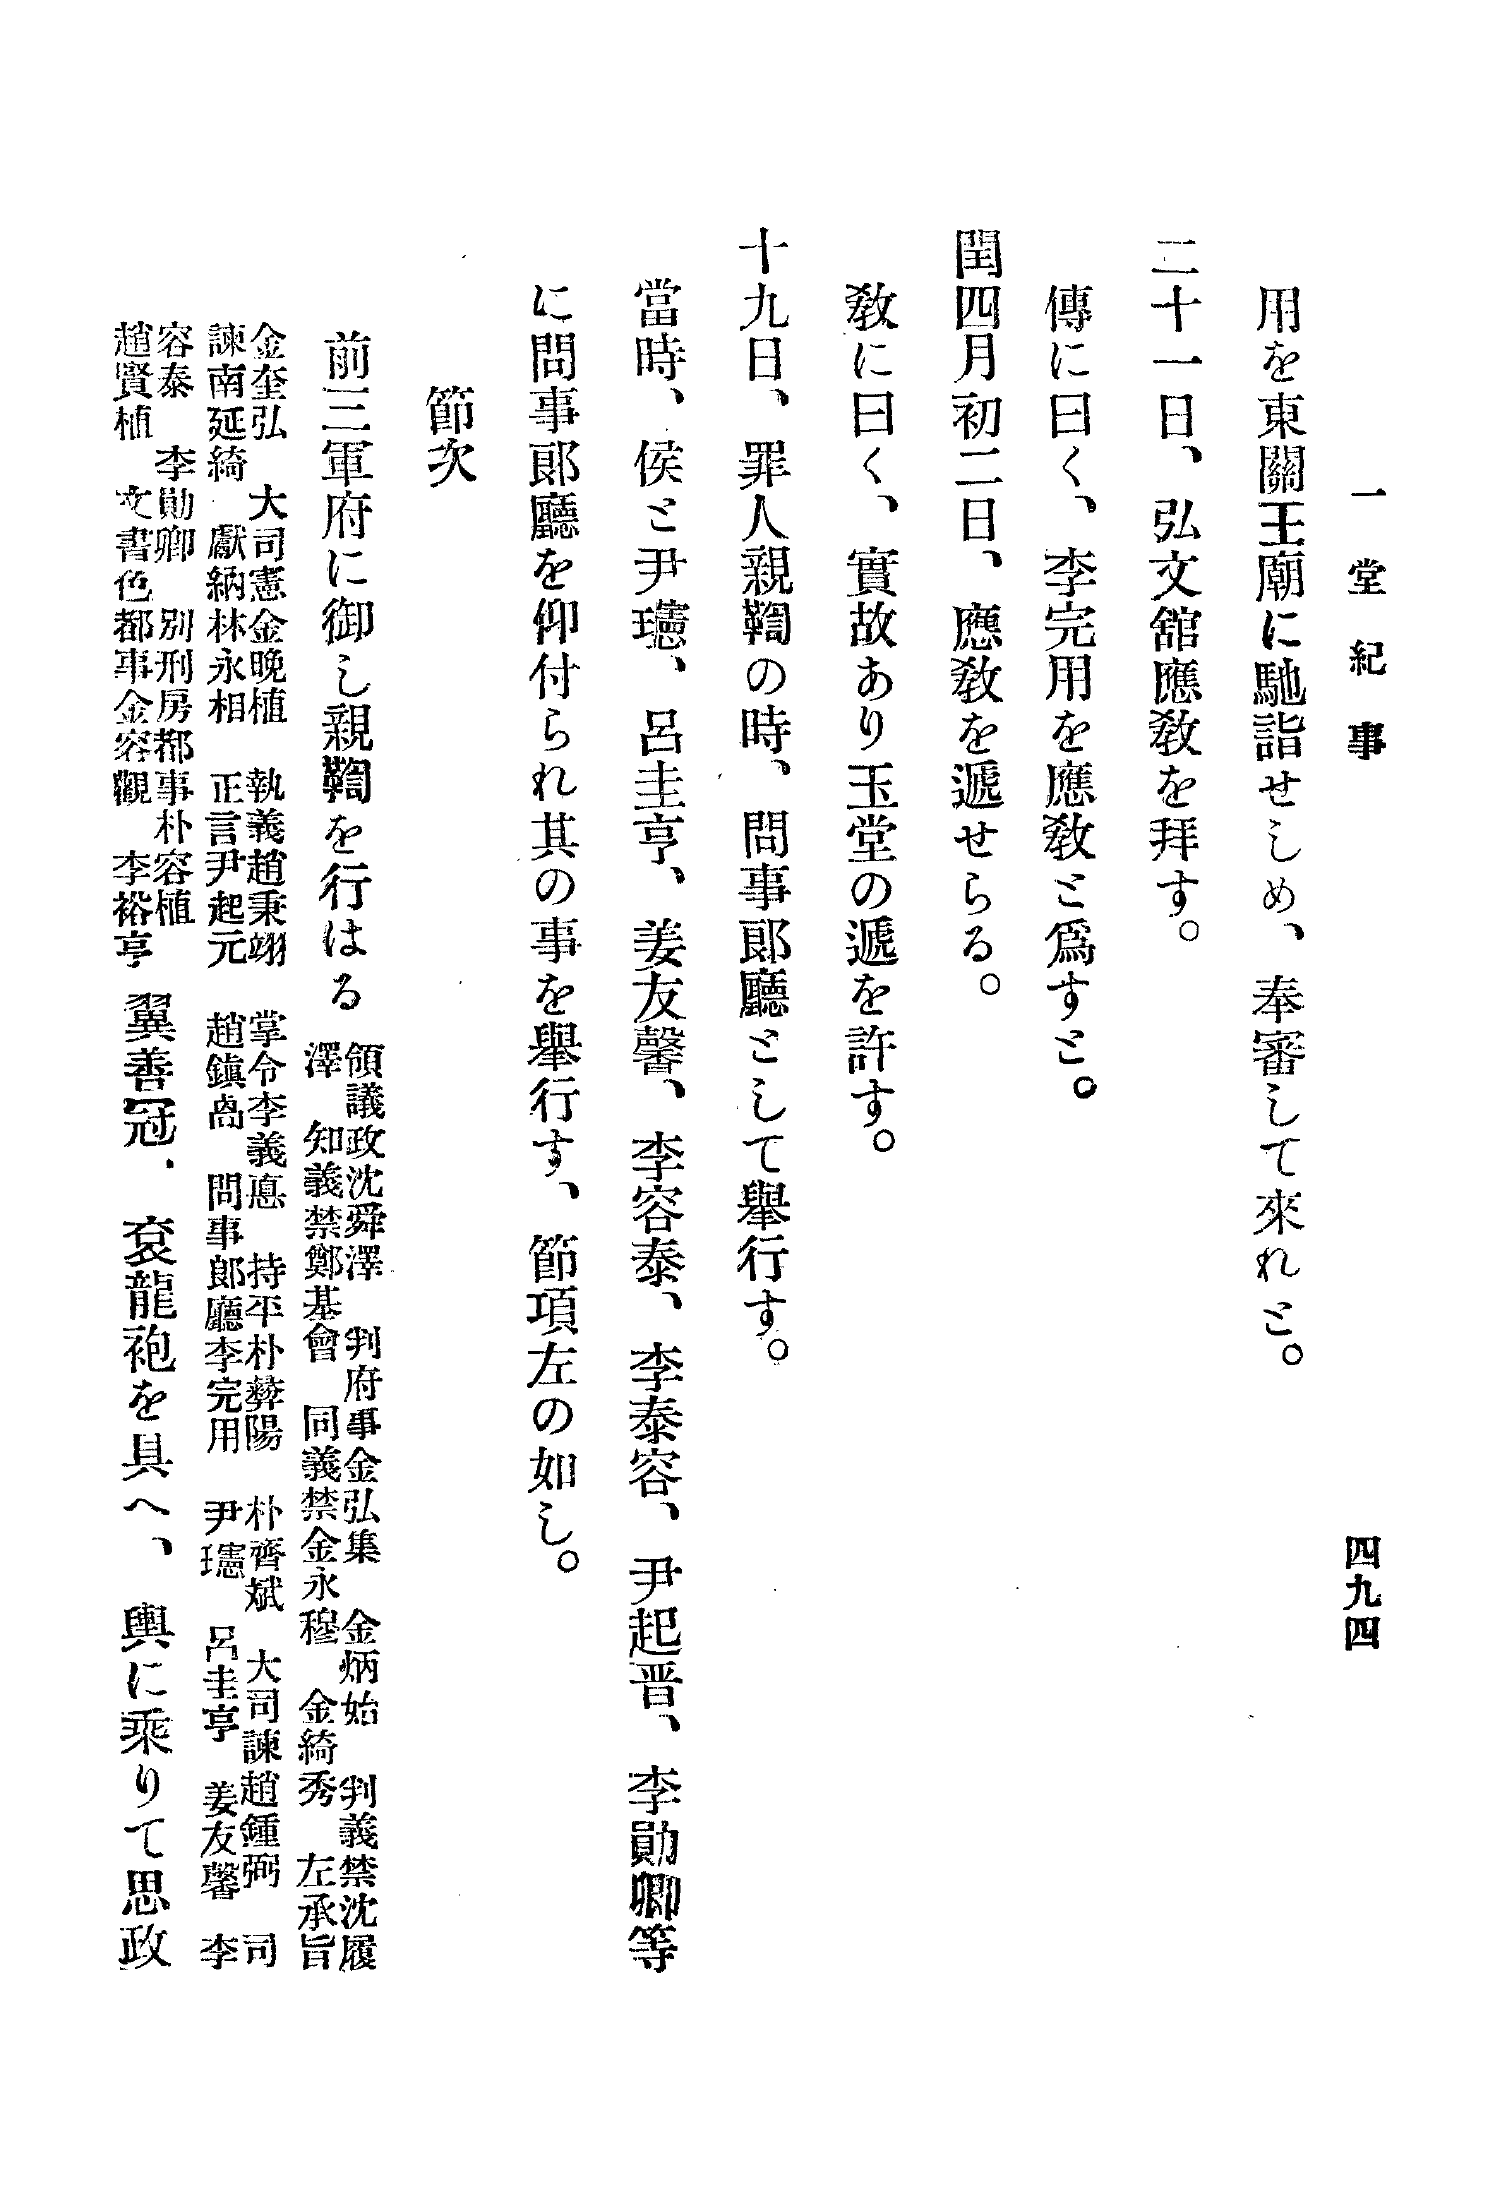 一堂紀事　四九四
用を東關王廟に馳詣せしめ、奉審して來れと。
二十一日、弘文舘應敎を拜す。
傳に曰く、李完用を應敎と爲すと。
閏四月初二日、應敎を遞せらる。
敎に曰く、實故あり玉堂の遞を許す。
十九日、罪人親鞫の時、問事郞廳として擧行す。
當時、侯と尹瓙、呂圭亨、姜友馨、李容泰、李泰容、尹起晋、李勛卿等
に問事郞廳を仰付られ其の事を擧行す、節項左の如し。
節次
前三軍府に御し親鞫を行はる
領議政沈舜澤　判府事金弘集　金炳始　判義禁沈履
澤　知義禁鄭基會　同義禁金永穆　金綺秀　左承旨
金奎弘　大司憲金晚植　執義趙秉翊　掌令李義悳　持平朴彝陽　朴齊斌　大司諫趙鍾弼　司
諫南延綺　獻納林永相　正言尹起元　趙鎭卨　問事郞廳李完用　尹瓙　呂圭亨　姜友馨　李
容泰　李勛卿　別刑房都事朴容植
趙賢植　文書色都事金容觀　李裕亨
翼善冠、袞龍袍を具へ、輿に乘りて思政